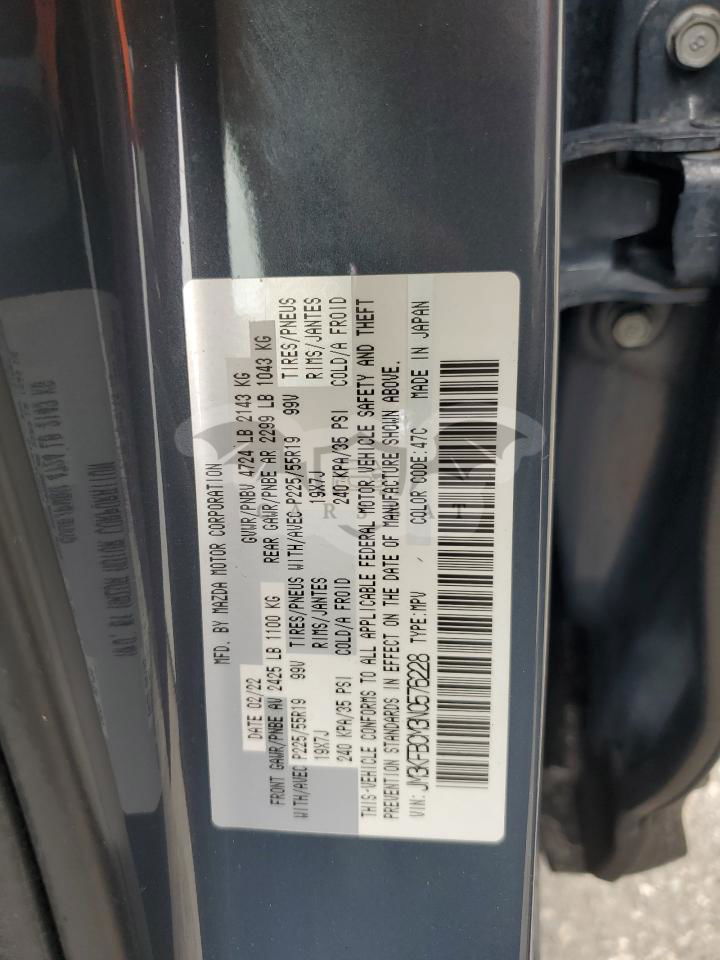 MFD. BY MAZDA MOTOR CORPORATION
DATE 02/22 GVWR/PNBV 4724 LB 2143 KG
FRONT GAWR/PNBE AV 2425 LB 1100 KG REAR GAWR/PNBE AR 2299 LB 1043 KG
WITH/AVEC P225/55R19 99V TIRES/PNEUS WITH/AVEC P225/55R19 99V TIRES/PNEUS
19X7J RIMS/JANTES 19X7J RIMS/JANTES
240 KPA/35 PSI COLD/A FROID 240 KPA/35 PSI COLD/A FROID
THIS VEHICLE CONFORMS TO ALL APPLICABLE FEDERAL MOTOR VEHICLE SAFETY AND THEFT
PREVENTION STANDARDS IN EFFECT ON THE DATE OF MANUFACTURE SHOWN ABOVE.
VIN: JM3KFBDM3N0576228 TYPE:MPV COLOR CODE:47C MADE IN JAPAN
8